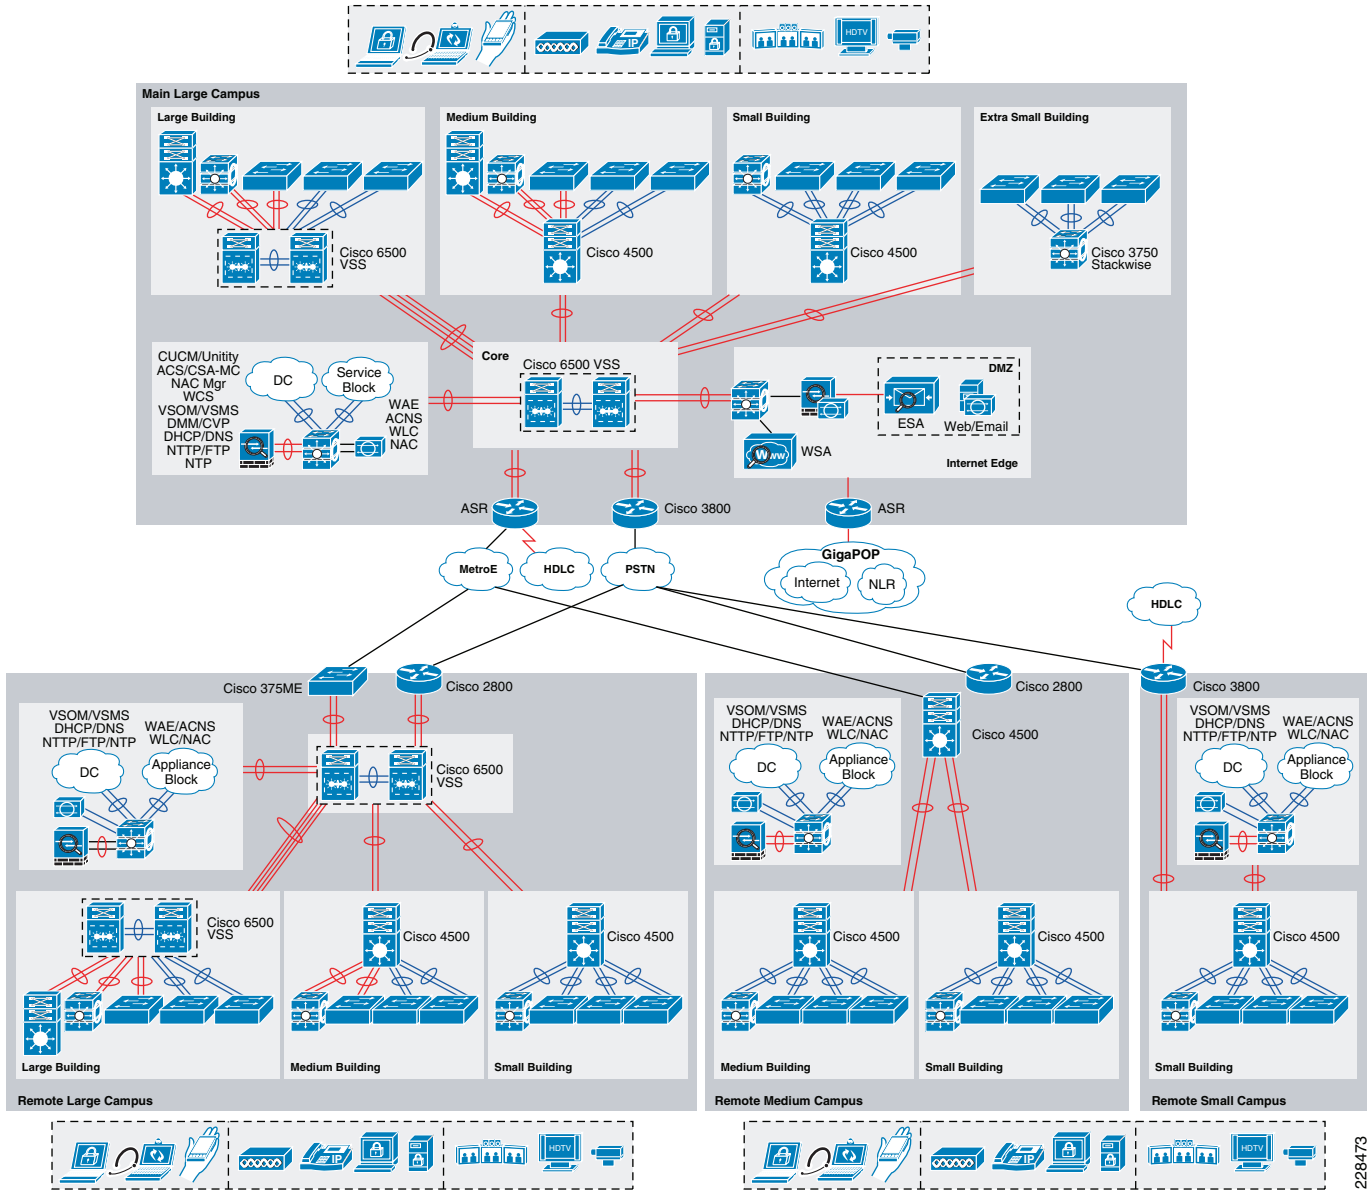 IP
HDTV
Main Large Campus
Large Building
Cisco 6500
VSS
Medium Building
Cisco 4500
Small Building
Cisco 4500
Extra Small Building
Cisco 3750
Stackwise
CUCM/Unitity
ACS/CSA-MC
NAC Mgr
WCS
VSOM/VSMS
DMM/CVP
DHCP/DNS
NTTP/FTP
NTP
DC
Service
Block
WAE
ACNS
WLC
NAC
Core
Cisco 6500 VSS
DMZ
ESA
Web/Email
Www
WSA
Internet Edge
ASR
Cisco 3800
ASR
MetroE
HDLC
PSTN
GigaPOP
Internet
NLR
HDLC
Cisco 375ME
Cisco 2800
VSOM/VSMS
DHCP/DNS
NTTP/FTP/NTP
WAE/ACNS
WLC/NAC
DC
Appliance
Block
Cisco 6500
VSS
Cisco 6500
VSS
Large Building
Cisco 4500
Medium Building
Cisco 4500
Small Building
Remote Large Campus
Cisco 2800
VSOM/VSMS
DHCP/DNS
NTTP/FTP/NTP
WAE/ACNS
WLC/NAC
DC
Appliance
Block
Cisco 4500
Cisco 4500
Medium Building
Cisco 4500
Small Building
Remote Medium Campus
Cisco 3800
VSOM/VSMS
DHCP/DNS
NTTP/FTP/NTP
WAE/ACNS
WLC/NAC
DC
Appliance
Block
Cisco 4500
Small Building
Remote Small Campus
IP
HDTV
IP
HDTV
228473